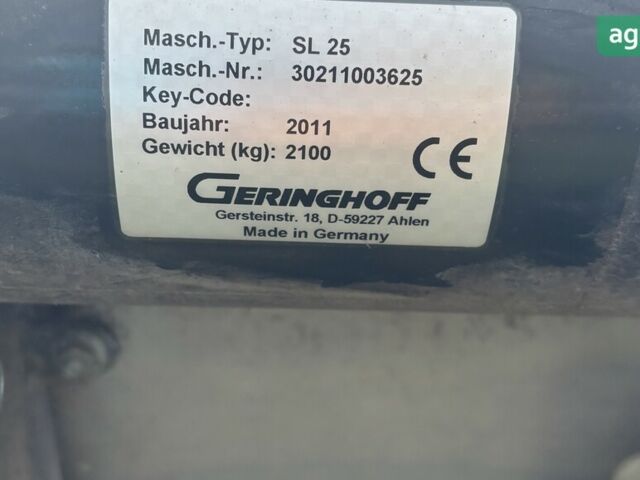 Masch.-Typ: SL 25
Masch.-Nr.: 30211003625
Key-Code:
Baujahr: 2011
Gewicht (kg): 2100
CE
GERINGHOFF
Gersteinstr. 18, D-59227 Ahlen
Made in Germany
ag